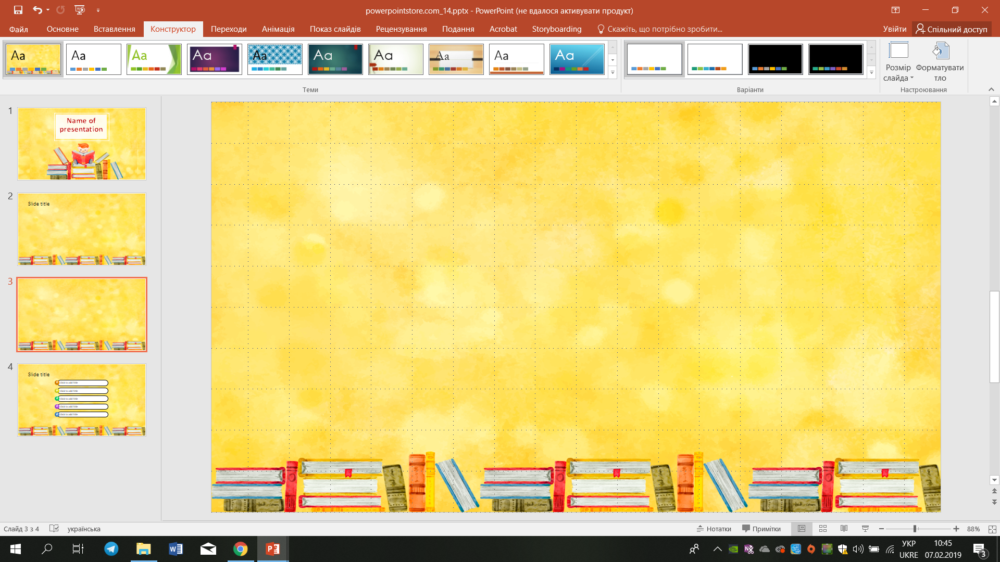 powerpointstore.com_14.pptx - PowerPoint (не вдалося активувати продукт)
Файл Основне Вставлення Конструктор Переходи Анімація Показ слайдів Рецензування Подання Acrobat Storyboarding Скажіть, що потрібно зробити... Увійти Спільний доступ
Aa Aa Aa Aa Aa Aa Aa Aa Aa Aa
Розмір слайда
Форматувати тло
Теми Варіанти Настроювання
1
Name of
presentation
2
Slide title
3
4
Slide title
Click to add Title
Click to add Title
Click to add Title
Click to add Title
Click to add Title
Слайд 3 з 4 українська Нотатки Примітки 88%
УКР 10:45
UKRE 07.02.2019 3